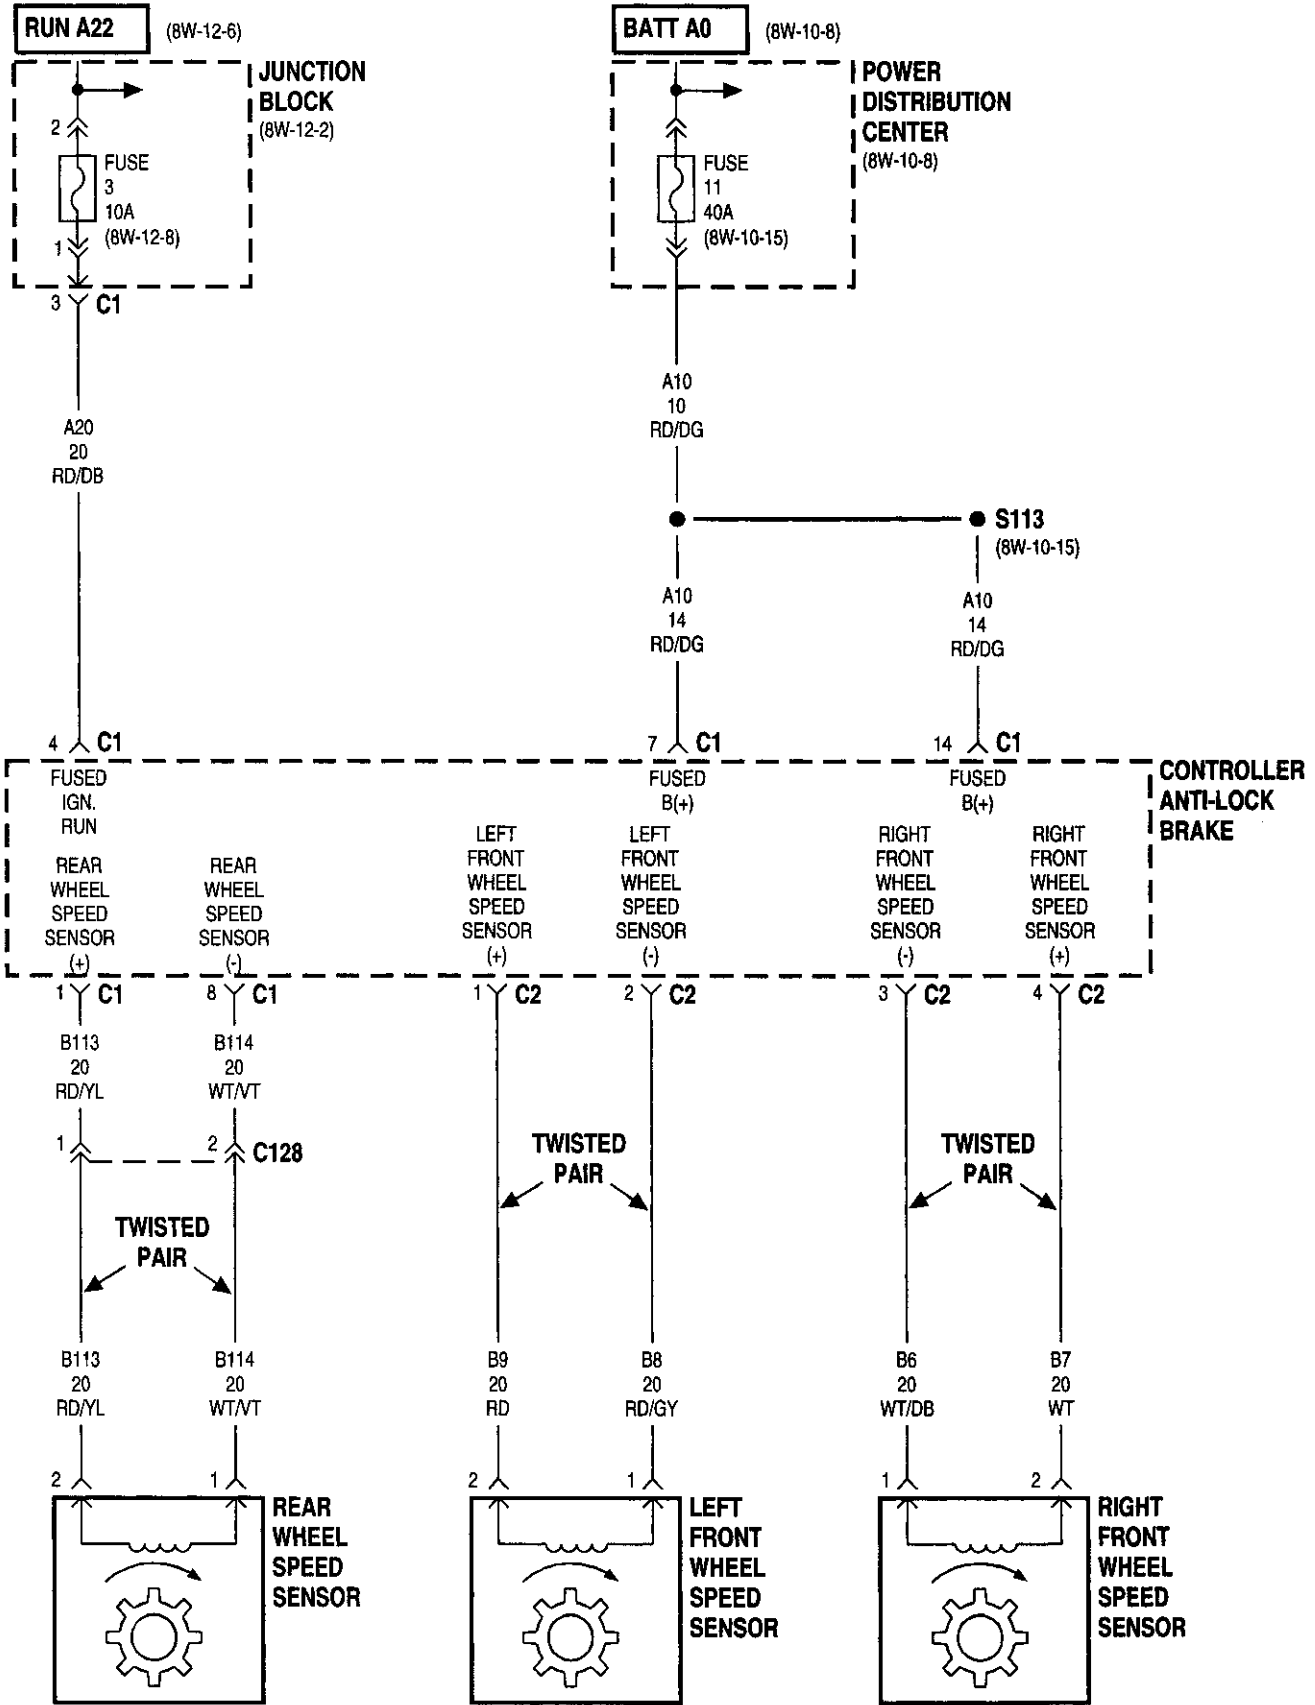 RUN A22 (8W-12-6)
BATT A0 (8W-10-8)
JUNCTION
BLOCK
(8W-12-2)
2
FUSE
3
10A
(8W-12-8)
1
3 C1
POWER
DISTRIBUTION
CENTER
(8W-10-8)
FUSE
11
40A
(8W-10-15)
A20
20
RD/DB
A10
10
RD/DG
S113
(8W-10-15)
A10
14
RD/DG
A10
14
RD/DG
4 C1
7 C1
14 C1
CONTROLLER
ANTI-LOCK
BRAKE
FUSED
IGN.
RUN
FUSED
B(+)
FUSED
B(+)
REAR
WHEEL
SPEED
SENSOR
(+)
REAR
WHEEL
SPEED
SENSOR
(-)
LEFT
FRONT
WHEEL
SPEED
SENSOR
(+)
LEFT
FRONT
WHEEL
SPEED
SENSOR
(-)
RIGHT
FRONT
WHEEL
SPEED
SENSOR
(-)
RIGHT
FRONT
WHEEL
SPEED
SENSOR
(+)
1 C1
8 C1
1 C2
2 C2
3 C2
4 C2
B113
20
RD/YL
B114
20
WT/VT
1
2 C128
TWISTED
PAIR
TWISTED
PAIR
TWISTED
PAIR
B113
20
RD/YL
B114
20
WT/VT
B9
20
RD
B8
20
RD/GY
B6
20
WT/DB
B7
20
WT
2
1
2
1
1
2
REAR
WHEEL
SPEED
SENSOR
LEFT
FRONT
WHEEL
SPEED
SENSOR
RIGHT
FRONT
WHEEL
SPEED
SENSOR